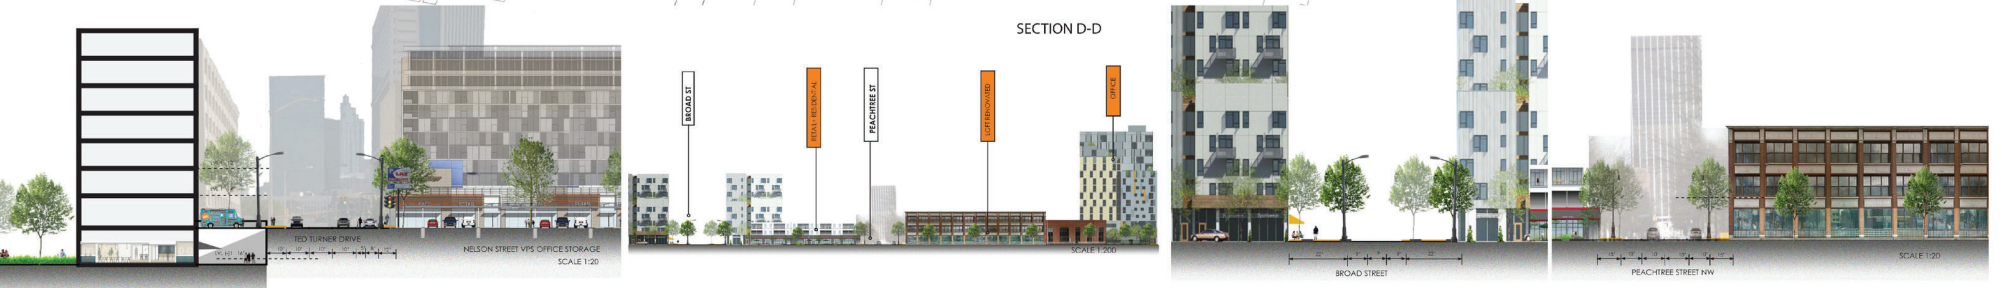 TED TURNER DRIVE
NELSON STREET VPS OFFICE STORAGE
SCALE 1:20
SECTION D-D
BROAD ST
RETAIL - RESIDENTIAL
PEACHTREE ST
LOFT RENOVATED
OFFICE
SCALE 1:200
BROAD STREET
PEACHTREE STREET NW
SCALE 1:20